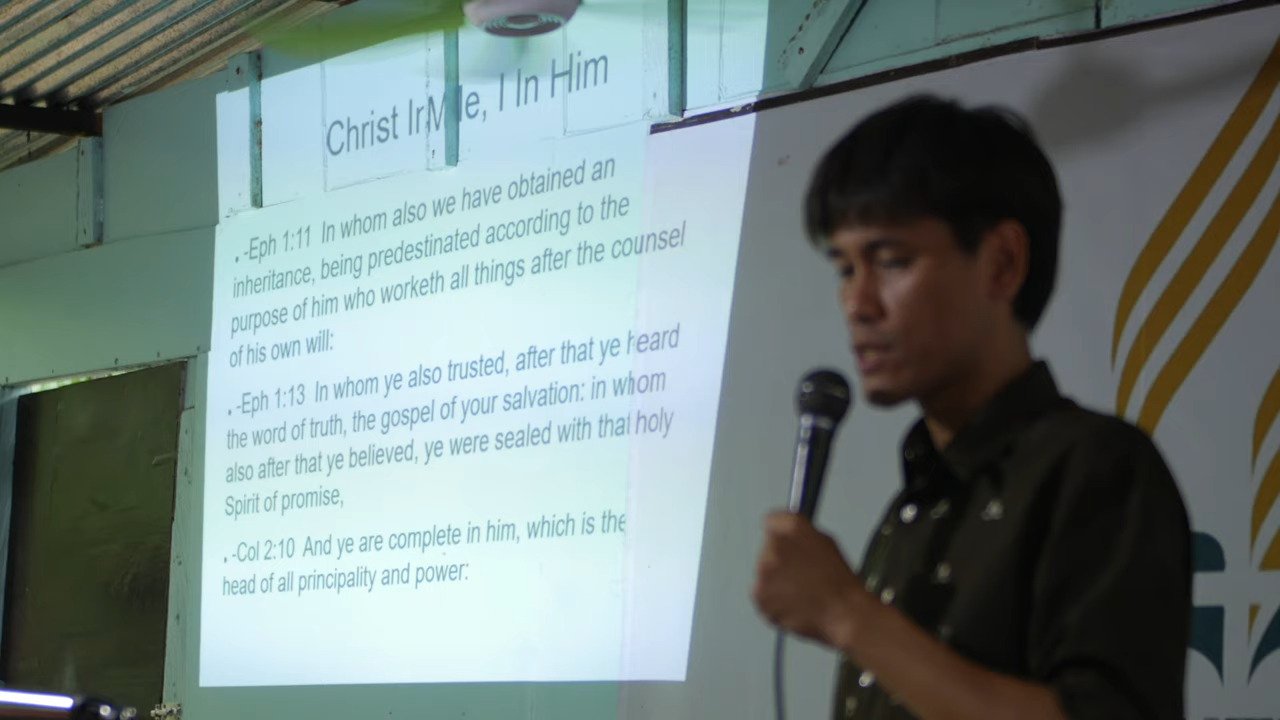 Christ In Me, I In Him
. -Eph 1:11 In whom also we have obtained an
inheritance, being predestinated according to the
purpose of him who worketh all things after the counsel
of his own will:
. -Eph 1:13 In whom ye also trusted, after that ye heard
the word of truth, the gospel of your salvation: in whom
also after that ye believed, ye were sealed with that holy
Spirit of promise,
. -Col 2:10 And ye are complete in him, which is the
head of all principality and power: